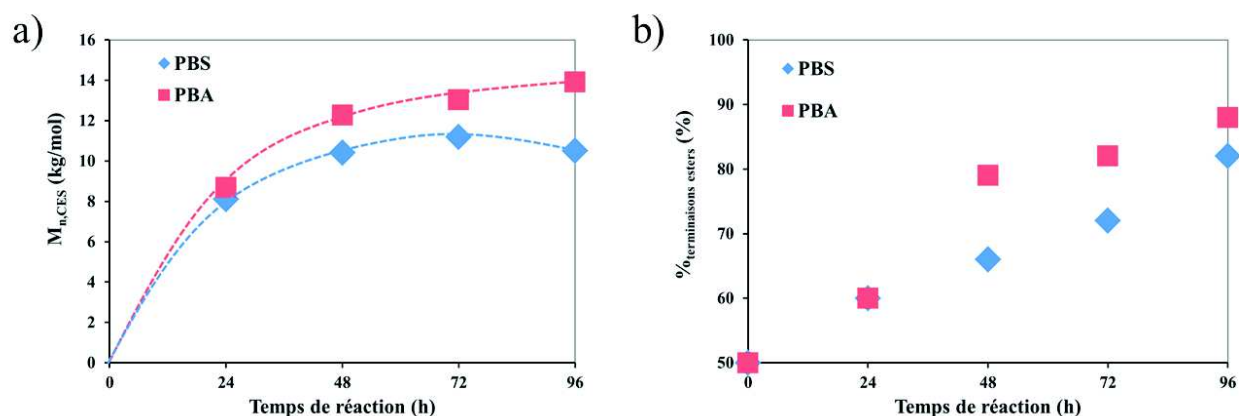 a)
16
14
12
10
8
6
4
2
0
M n,CES (kg/mol)
PBS
PBA
0 24 48 72 96
Temps de réaction (h)
b)
100
90
80
70
60
50
% terminaisons esters (%)
PBS
PBA
0 24 48 72 96
Temps de réaction (h)